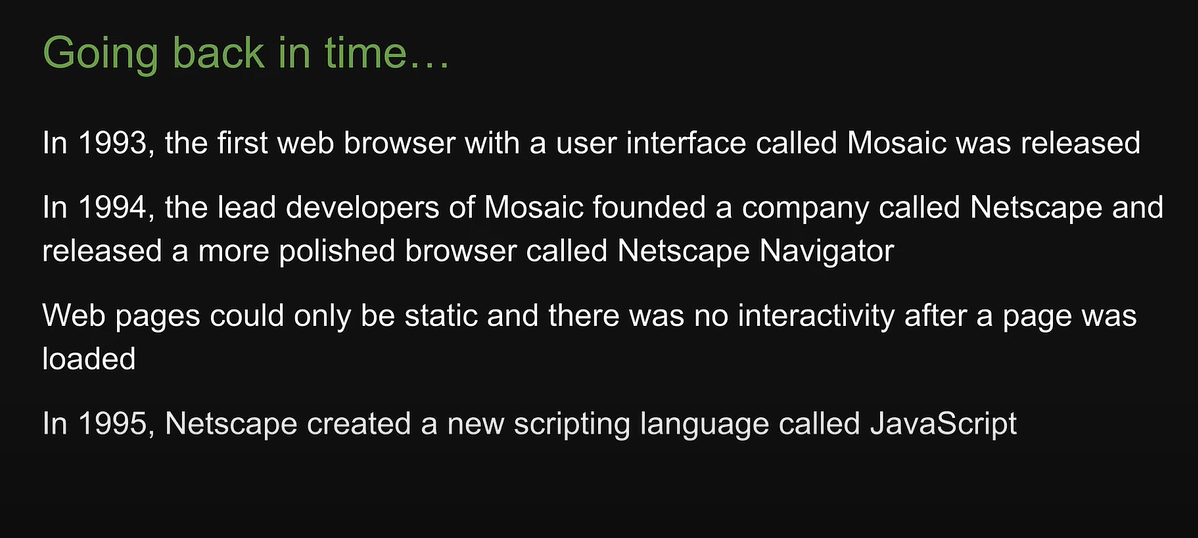 Going back in time…
In 1993, the first web browser with a user interface called Mosaic was released
In 1994, the lead developers of Mosaic founded a company called Netscape and
released a more polished browser called Netscape Navigator
Web pages could only be static and there was no interactivity after a page was
loaded
In 1995, Netscape created a new scripting language called JavaScript